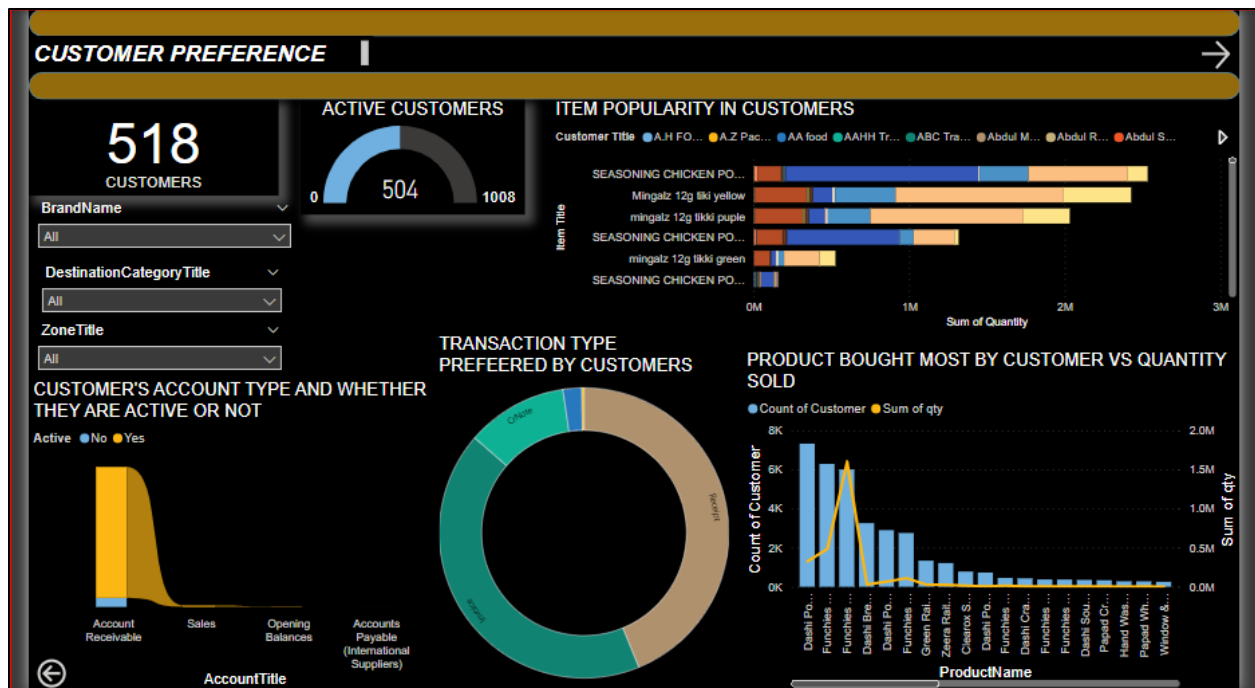 CUSTOMER PREFERENCE
518
CUSTOMERS
BrandName
All
DestinationCategoryTitle
All
ZoneTitle
All
ACTIVE CUSTOMERS
0
504
1008
ITEM POPULARITY IN CUSTOMERS
Customer Title A.H FO... A.Z Pac... AA food AAHH Tr... ABC Tra... Abdul M... Abdul R... Abdul S...
Item Title
SEASONING CHICKEN PO...
Mingalz 12g tiki yellow
mingalz 12g tikki puple
SEASONING CHICKEN PO...
mingalz 12g tikki green
SEASONING CHICKEN PO...
0M 1M 2M 3M
Sum of Quantity
CUSTOMER'S ACCOUNT TYPE AND WHETHER
THEY ARE ACTIVE OR NOT
Active No Yes
Account
Receivable
Sales
Opening
Balances
Accounts
Payable
(International
Suppliers)
AccountTitle
TRANSACTION TYPE
PREFEERED BY CUSTOMERS
C/Note
Receipt
Invoice
PRODUCT BOUGHT MOST BY CUSTOMER VS QUANTITY
SOLD
Count of Customer Sum of qty
Count of Customer
8K
6K
4K
2K
0K
2.0M
1.5M
1.0M
0.5M
0.0M
Sum of qty
Dashi Po...
Funchies ...
Funchies ...
Dashi Bre...
Dashi Po...
Funchies ...
Green Rai...
Zeera Rait...
Clearox S...
Dashi Po...
Funchies ...
Dashi Cra...
Funchies ...
Funchies ...
Dashi Sou...
Papad Cr...
Hand Was...
Papad Wh...
Window &...
ProductName